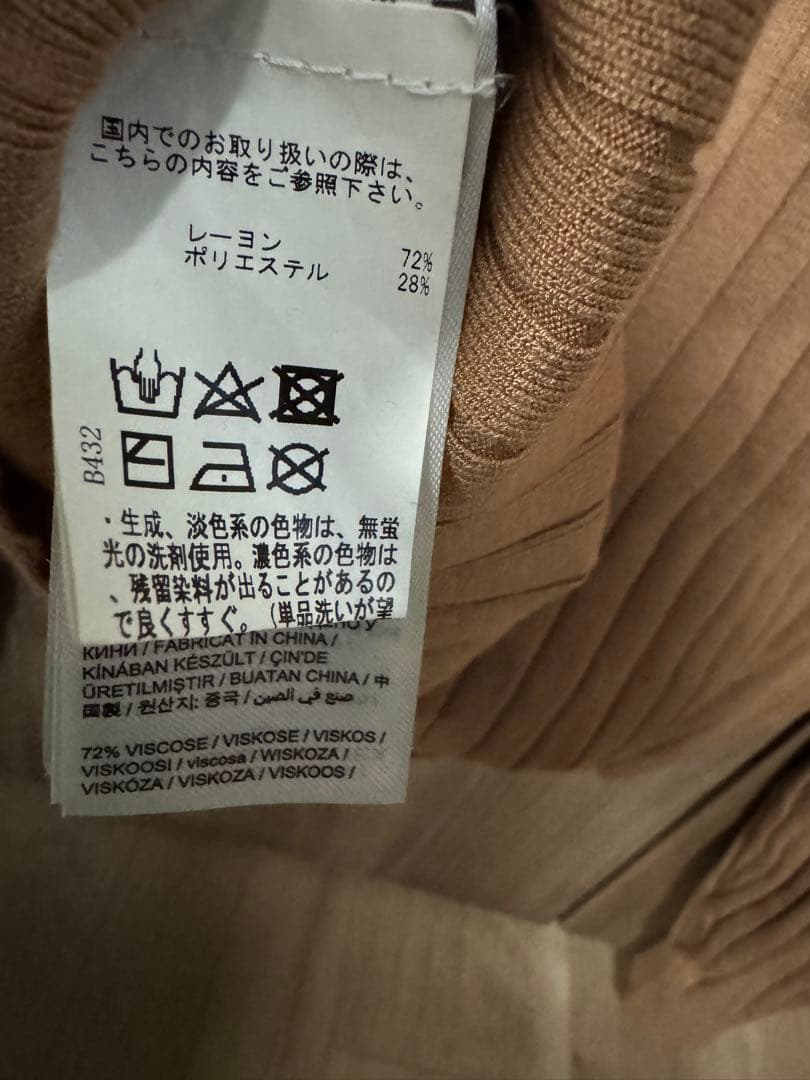 国内でのお取り扱いの際は、
こちらの内容をご参照下さい。
レーヨン 72%
ポリエステル 28%
B432
・生成、淡色系の色物は、無蛍
光の洗剤使用。濃色系の色物は
、残留染料が出ることがあるの
で良くすすぐ。（単品洗いが望
КИНИ / FABRICAT IN CHINA /
KÍNÁBAN KÉSZÜLT / ÇIN'DE
ÜRETILMIŞTIR / BUATAN CHINA / 中
国製 / 원산지: 중국 / صنع في الصين /
72% VISCOSE / VISKOSE / VISKOS /
VISKOOSI / viscosa / WISKOZA /
VISKÓZA / VISKOZA / VISKOOS /